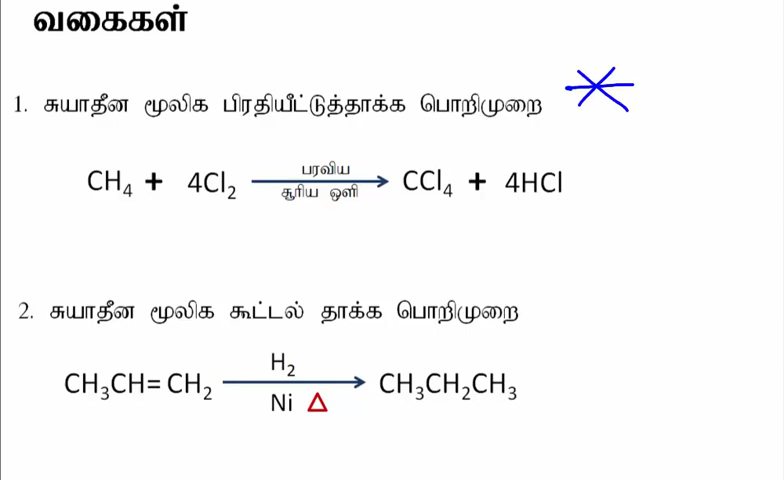 வகைகள்
1. சுயாதீன மூலிக பிரதியீட்டுத்தாக்க பொறிமுறை
பரவிய
CH₄ + 4Cl₂ → CCl₄ + 4HCl
சூரிய ஒளி
2. சுயாதீன மூலிக கூட்டல் தாக்க பொறிமுறை
H₂
CH₃CH=CH₂ → CH₃CH₂CH₃
Ni Δ